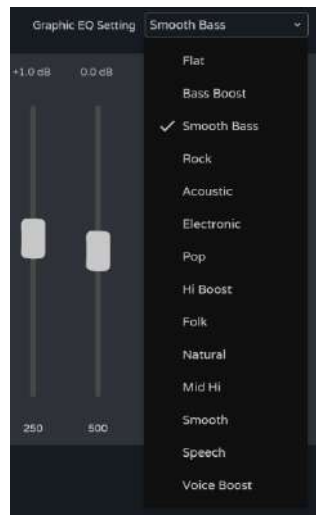 Graphic EQ Setting Smooth Bass
+1.0 dB 0.0 dB
Flat
Bass Boost
Smooth Bass
Rock
Acoustic
Electronic
Pop
Hi Boost
Folk
Natural
Mid Hi
Smooth
250 500
Speech
Voice Boost